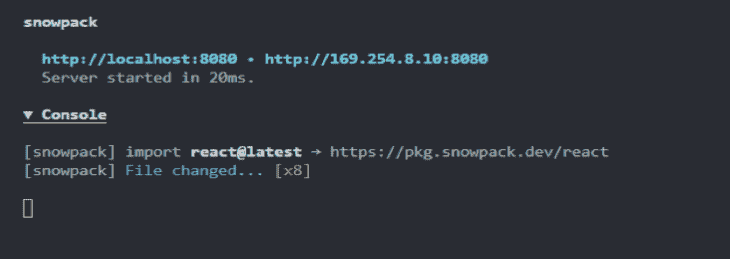 snowpack
http://localhost:8080 • http://169.254.8.10:8080
Server started in 20ms.
▼ Console
[snowpack] import react@latest → https://pkg.snowpack.dev/react
[snowpack] File changed... [x8]